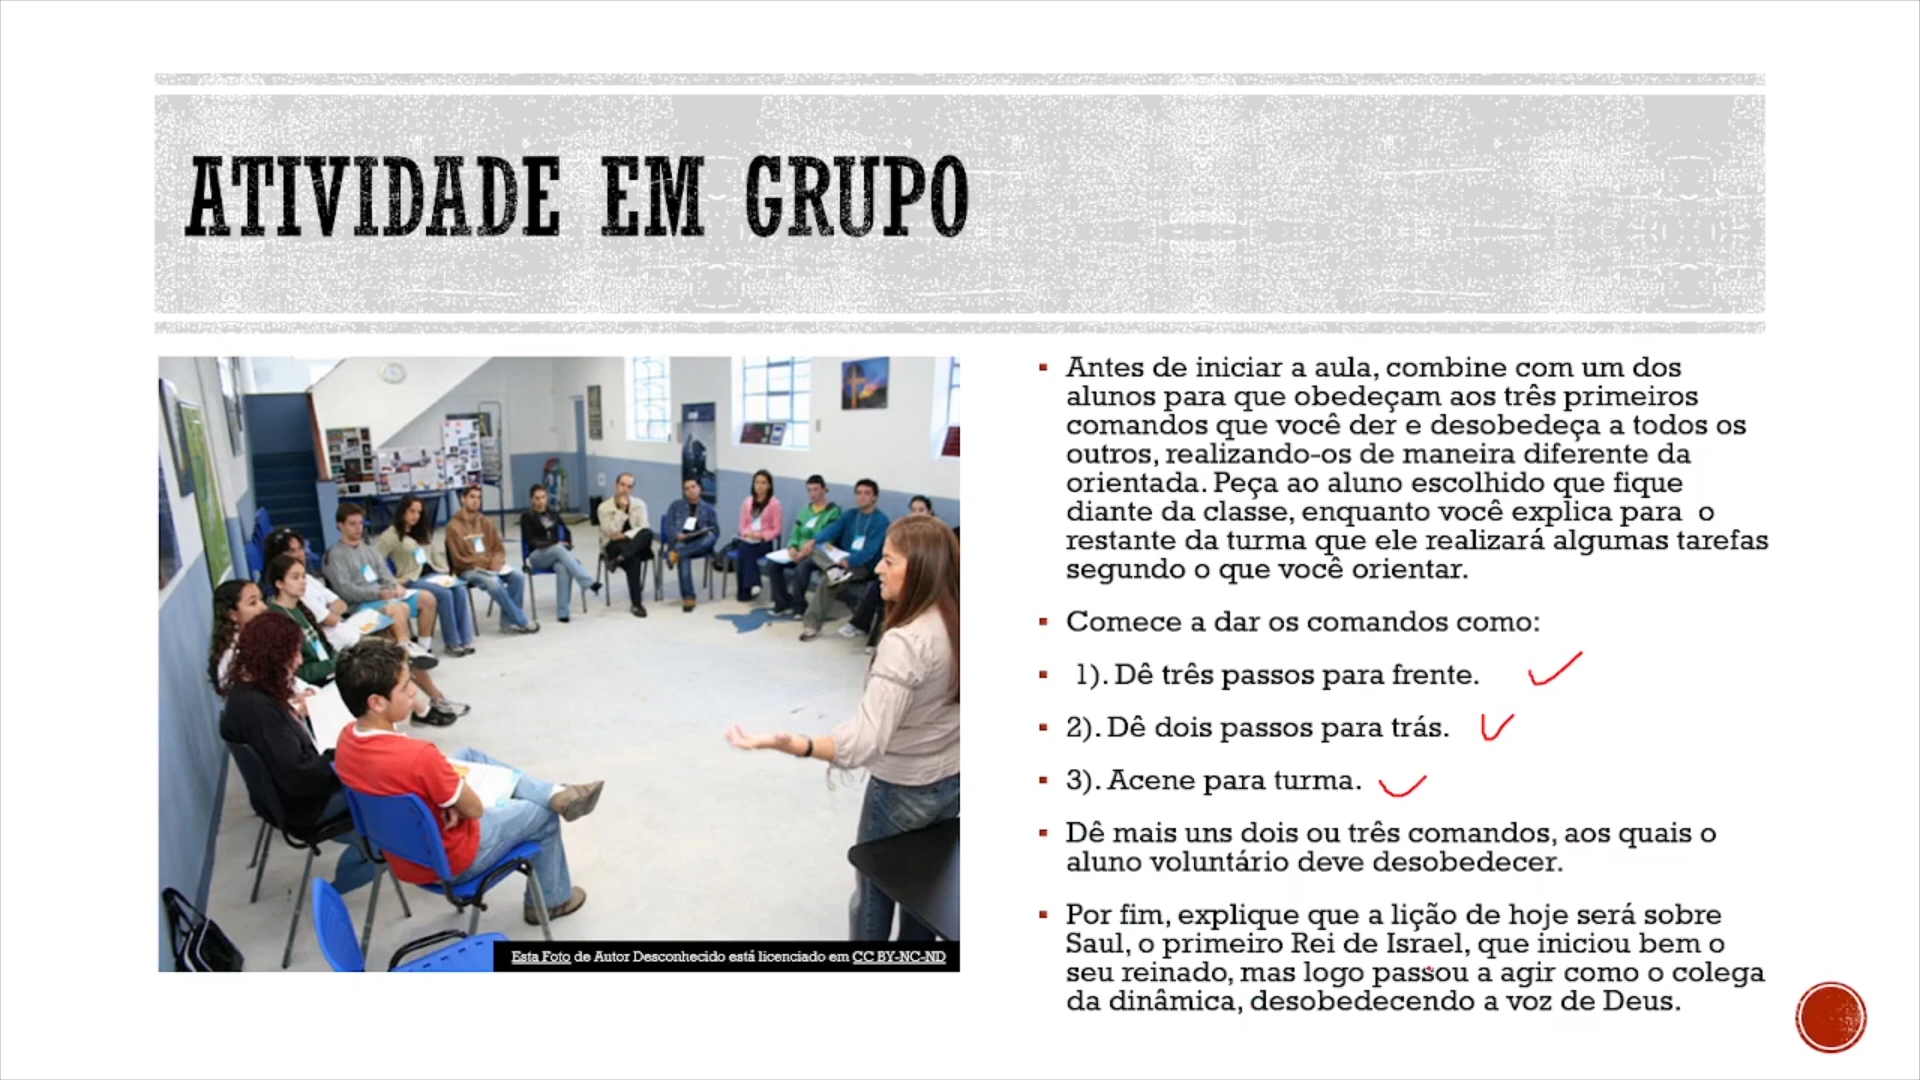 ATIVIDADE EM GRUPO
Antes de iniciar a aula, combine com um dos
alunos para que obedeçam aos três primeiros
comandos que você der e desobedeça a todos os
outros, realizando-os de maneira diferente da
orientada. Peça ao aluno escolhido que fique
diante da classe, enquanto você explica para o
restante da turma que ele realizará algumas tarefas
segundo o que você orientar.
Comece a dar os comandos como:
1). Dê três passos para frente.
2). Dê dois passos para trás.
3). Acene para turma.
Dê mais uns dois ou três comandos, aos quais o
aluno voluntário deve desobedecer.
Por fim, explique que a lição de hoje será sobre
Saul, o primeiro Rei de Israel, que iniciou bem o
seu reinado, mas logo passou a agir como o colega
da dinâmica, desobedecendo a voz de Deus.
Esta Foto de Autor Desconhecido está licenciado em CC BY-NC-ND